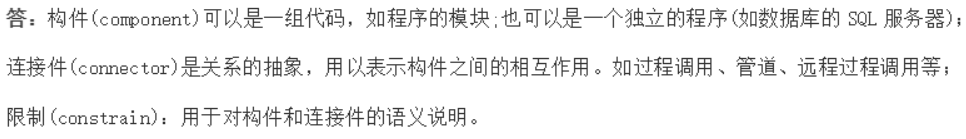 答：构件(component)可以是一组代码，如程序的模块;也可以是一个独立的程序(如数据库的 SQL 服务器)；
连接件(connector)是关系的抽象，用以表示构件之间的相互作用。如过程调用、管道、远程过程调用等；
限制(constrain)：用于对构件和连接件的语义说明。